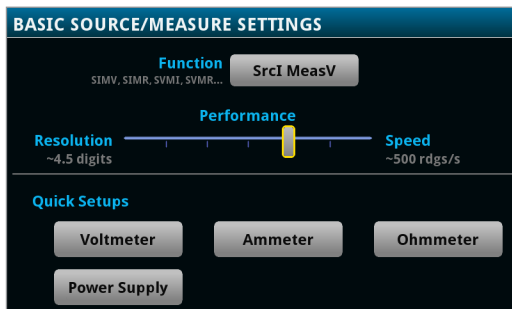 BASIC SOURCE/MEASURE SETTINGS
Function
SIMV, SIMR, SVMI, SVMR...
SrcI MeasV
Performance
Resolution
~4.5 digits
Speed
~500 rdgs/s
Quick Setups
Voltmeter
Ammeter
Ohmmeter
Power Supply